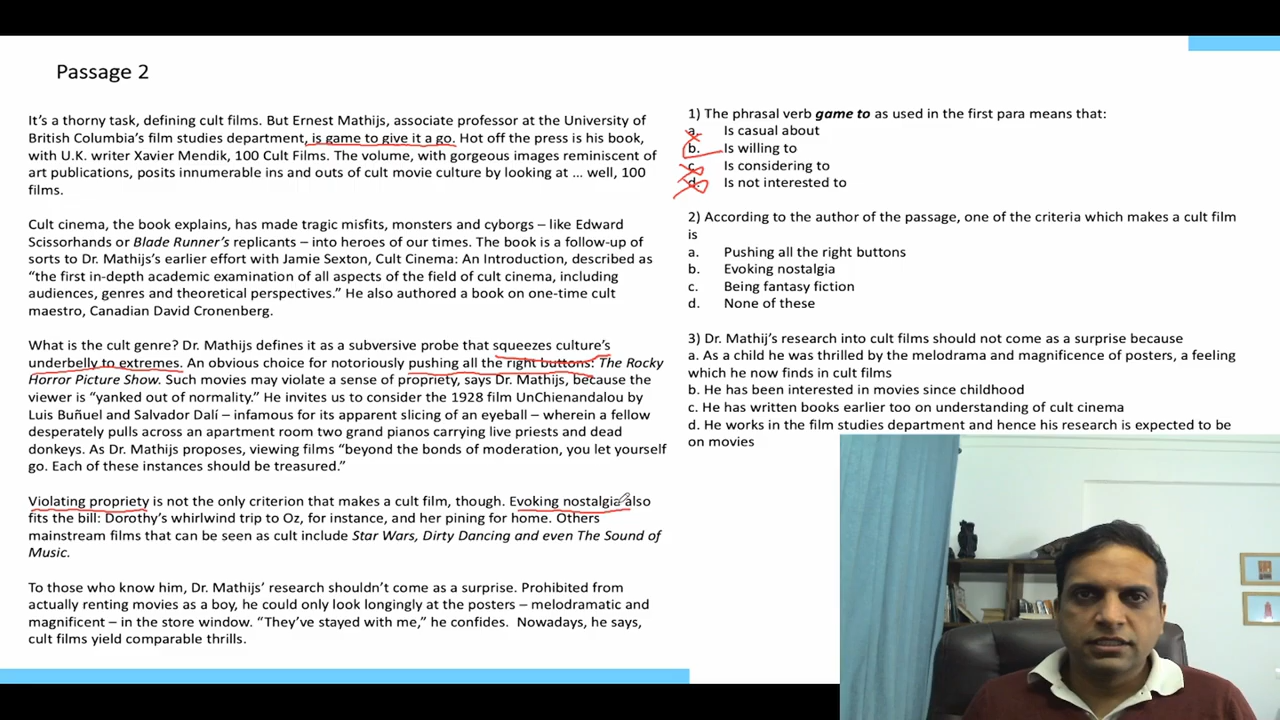 Passage 2
It's a thorny task, defining cult films. But Ernest Mathijs, associate professor at the University of
British Columbia's film studies department, is game to give it a go. Hot off the press is his book,
with U.K. writer Xavier Mendik, 100 Cult Films. The volume, with gorgeous images reminiscent of
art publications, posits innumerable ins and outs of cult movie culture by looking at ... well, 100
films.
Cult cinema, the book explains, has made tragic misfits, monsters and cyborgs – like Edward
Scissorhands or Blade Runner's replicants – into heroes of our times. The book is a follow-up of
sorts to Dr. Mathijs's earlier effort with Jamie Sexton, Cult Cinema: An Introduction, described as
"the first in-depth academic examination of all aspects of the field of cult cinema, including
audiences, genres and theoretical perspectives." He also authored a book on one-time cult
maestro, Canadian David Cronenberg.
What is the cult genre? Dr. Mathijs defines it as a subversive probe that squeezes culture's
underbelly to extremes. An obvious choice for notoriously pushing all the right buttons: The Rocky
Horror Picture Show. Such movies may violate a sense of propriety, says Dr. Mathijs, because the
viewer is "yanked out of normality." He invites us to consider the 1928 film UnChienandalou by
Luis Buñuel and Salvador Dalí – infamous for its apparent slicing of an eyeball – wherein a fellow
desperately pulls across an apartment room two grand pianos carrying live priests and dead
donkeys. As Dr. Mathijs proposes, viewing films "beyond the bonds of moderation, you let yourself
go. Each of these instances should be treasured."
Violating propriety is not the only criterion that makes a cult film, though. Evoking nostalgia also
fits the bill: Dorothy's whirlwind trip to Oz, for instance, and her pining for home. Others
mainstream films that can be seen as cult include Star Wars, Dirty Dancing and even The Sound of
Music.
To those who know him, Dr. Mathijs' research shouldn't come as a surprise. Prohibited from
actually renting movies as a boy, he could only look longingly at the posters – melodramatic and
magnificent – in the store window. "They've stayed with me," he confides. Nowadays, he says,
cult films yield comparable thrills.
1) The phrasal verb game to as used in the first para means that:
a. Is casual about
b. Is willing to
c. Is considering to
d. Is not interested to
2) According to the author of the passage, one of the criteria which makes a cult film
is
a. Pushing all the right buttons
b. Evoking nostalgia
c. Being fantasy fiction
d. None of these
3) Dr. Mathij's research into cult films should not come as a surprise because
a. As a child he was thrilled by the melodrama and magnificence of posters, a feeling
which he now finds in cult films
b. He has been interested in movies since childhood
c. He has written books earlier too on understanding of cult cinema
d. He works in the film studies department and hence his research is expected to be
on movies